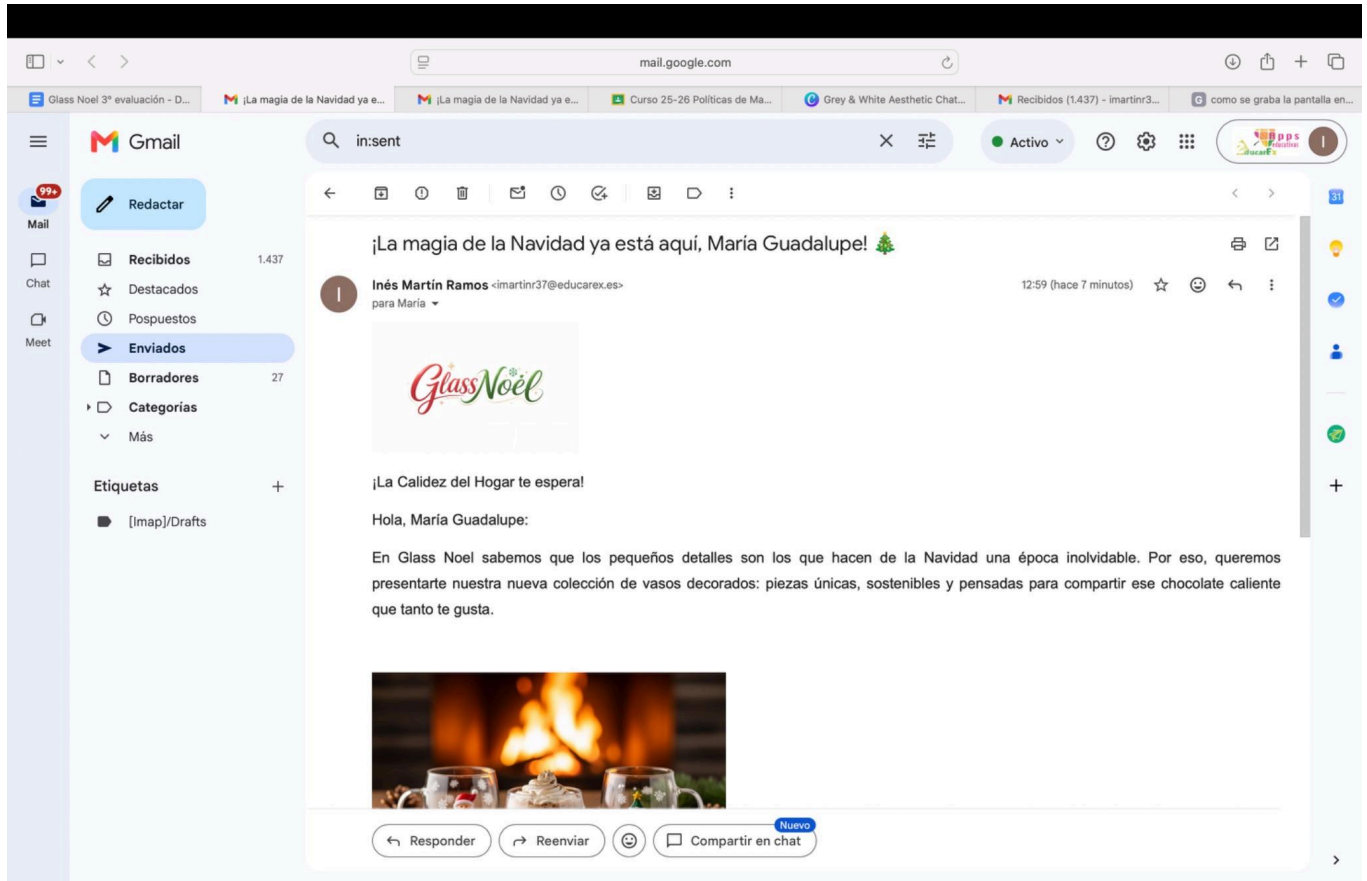 mail.google.com
Glass Noel 3º evaluación - D...
¡La magia de la Navidad ya e...
¡La magia de la Navidad ya e...
Curso 25-26 Políticas de Ma...
Grey & White Aesthetic Chat...
Recibidos (1.437) - imartinr3...
como se graba la pantalla en...
Gmail
in:sent
Activo
Apps
educativas
EducarEx
I
99+
Mail
Chat
Meet
Redactar
Recibidos 1.437
Destacados
Pospuestos
Enviados
Borradores 27
Categorías
Más
Etiquetas
[Imap]/Drafts
31
¡La magia de la Navidad ya está aquí, María Guadalupe! 🎄
I
Inés Martín Ramos <imartinr37@educarex.es>
12:59 (hace 7 minutos)
para María
GlassNoël
¡La Calidez del Hogar te espera!
Hola, María Guadalupe:
En Glass Noel sabemos que los pequeños detalles son los que hacen de la Navidad una época inolvidable. Por eso, queremos
presentarte nuestra nueva colección de vasos decorados: piezas únicas, sostenibles y pensadas para compartir ese chocolate caliente
que tanto te gusta.
Responder
Reenviar
Compartir en chat
Nuevo